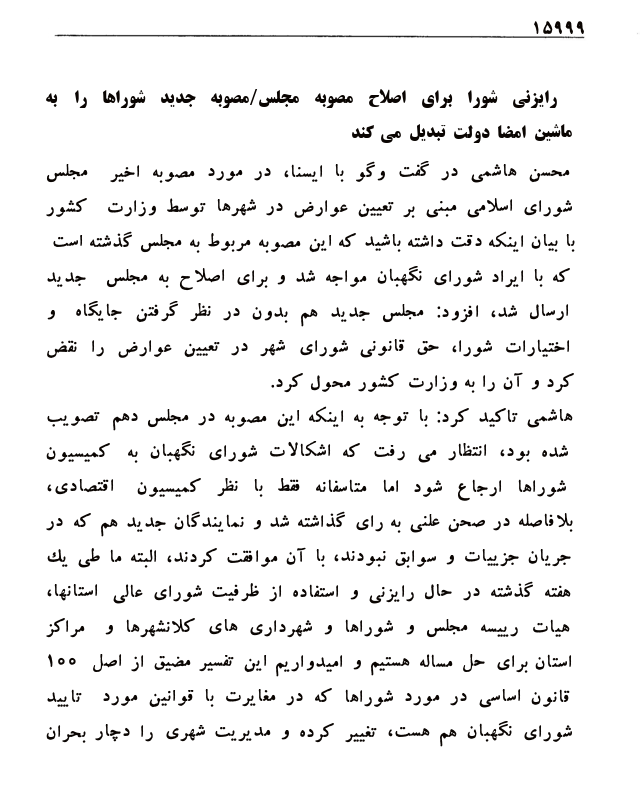 ۱۵۹۹۹
رایزنی شورا برای اصلاح مصوبه مجلس/مصوبه جدید شوراها را به
ماشین امضا دولت تبدیل می کند
محسن هاشمی در گفت وگو با ایسنا، در مورد مصوبه اخیر مجلس
شورای اسلامی مبنی بر تعیین عوارض در شهرها توسط وزارت کشور
با بیان اینکه دقت داشته باشید که این مصوبه مربوط به مجلس گذشته است
که با ایراد شورای نگهبان مواجه شد و برای اصلاح به مجلس جدید
ارسال شد، افزود: مجلس جدید هم بدون در نظر گرفتن جایگاه و
اختیارات شورا، حق قانونی شورای شهر در تعیین عوارض را نقض
کرد و آن را به وزارت کشور محول کرد.
هاشمی تاکید کرد: با توجه به اینکه این مصوبه در مجلس دهم تصویب
شده بود، انتظار می رفت که اشکالات شورای نگهبان به کمیسیون
شوراها ارجاع شود اما متاسفانه فقط با نظر کمیسیون اقتصادی،
بلافاصله در صحن علنی به رای گذاشته شد و نمایندگان جدید هم که در
جریان جزییات و سوابق نبودند، با آن موافقت کردند، البته ما طی یك
هفته گذشته در حال رایزنی و استفاده از ظرفیت شورای عالی استانها،
هیات رییسه مجلس و شوراها و شهرداری های کلانشهرها و مراکز
استان برای حل مساله هستیم و امیدواریم این تفسیر مضیق از اصل ۱۰۰
قانون اساسی در مورد شوراها که در مغایرت با قوانین مورد تایید
شورای نگهبان هم هست، تغییر کرده و مدیریت شهری را دچار بحران